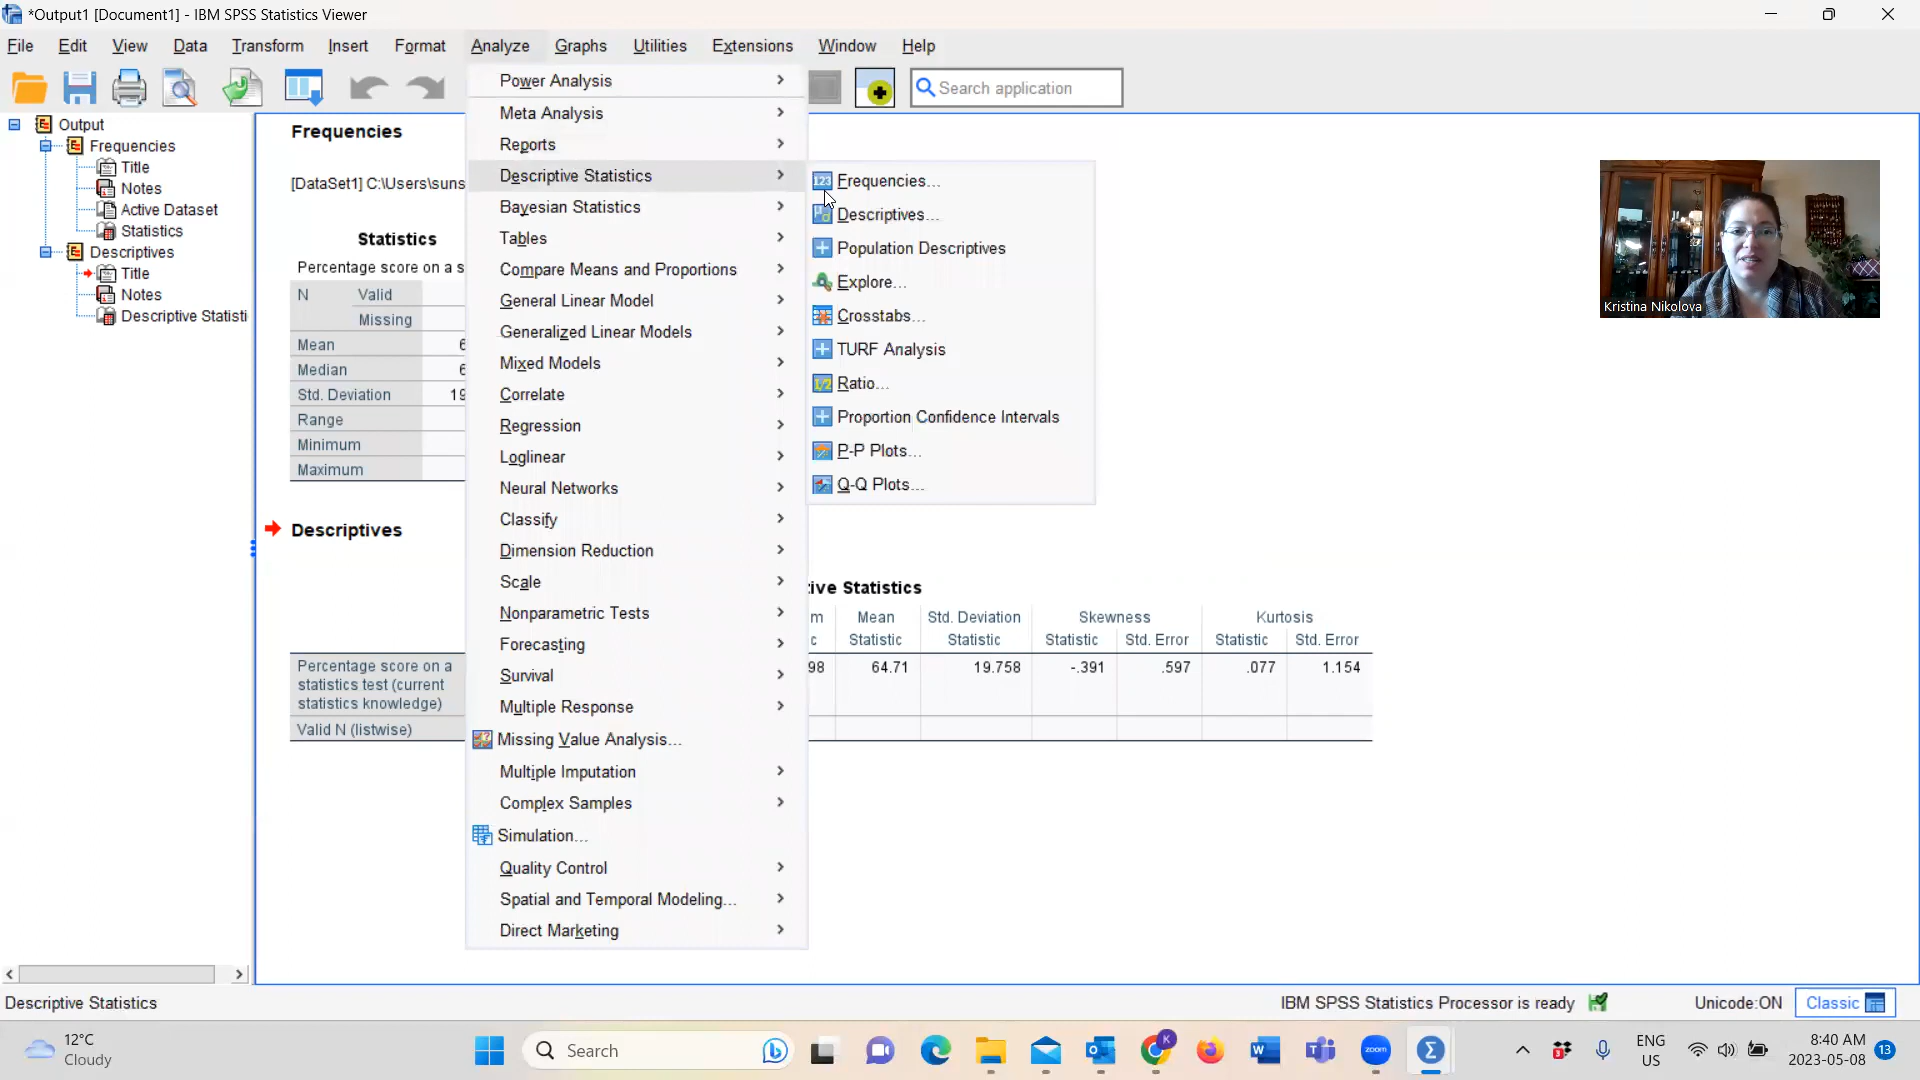 *Output1 [Document1] - IBM SPSS Statistics Viewer
File Edit View Data Transform Insert Format Analyze Graphs Utilities Extensions Window Help
Search application
Output
Frequencies
Title
Notes
Active Dataset
Statistics
Descriptives
Title
Notes
Descriptive Statisti
Frequencies
[DataSet1] C:\Users\suns
Statistics
Percentage score on a s
N Valid
Missing
Mean 6
Median 6
Std. Deviation 19
Range
Minimum
Maximum
Descriptives
Power Analysis
Meta Analysis
Reports
Descriptive Statistics
Bayesian Statistics
Tables
Compare Means and Proportions
General Linear Model
Generalized Linear Models
Mixed Models
Correlate
Regression
Loglinear
Neural Networks
Classify
Dimension Reduction
Scale
Nonparametric Tests
Forecasting
Survival
Multiple Response
Missing Value Analysis...
Multiple Imputation
Complex Samples
Simulation...
Quality Control
Spatial and Temporal Modeling...
Direct Marketing
123 Frequencies...
Descriptives...
Population Descriptives
Explore...
Crosstabs...
TURF Analysis
1/2 Ratio...
Proportion Confidence Intervals
P-P Plots...
Q-Q Plots...
Kristina Nikolova
tive Statistics
m Mean Std. Deviation Skewness Kurtosis
c Statistic Statistic Statistic Std. Error Statistic Std. Error
Percentage score on a
statistics test (current
statistics knowledge)
98 64.71 19.758 -.391 .597 .077 1.154
Valid N (listwise)
Descriptive Statistics
IBM SPSS Statistics Processor is ready
Unicode:ON
Classic
12°C
Cloudy
Search
K
W
T
zoom
Σ
3
ENG
US
8:40 AM
2023-05-08
13